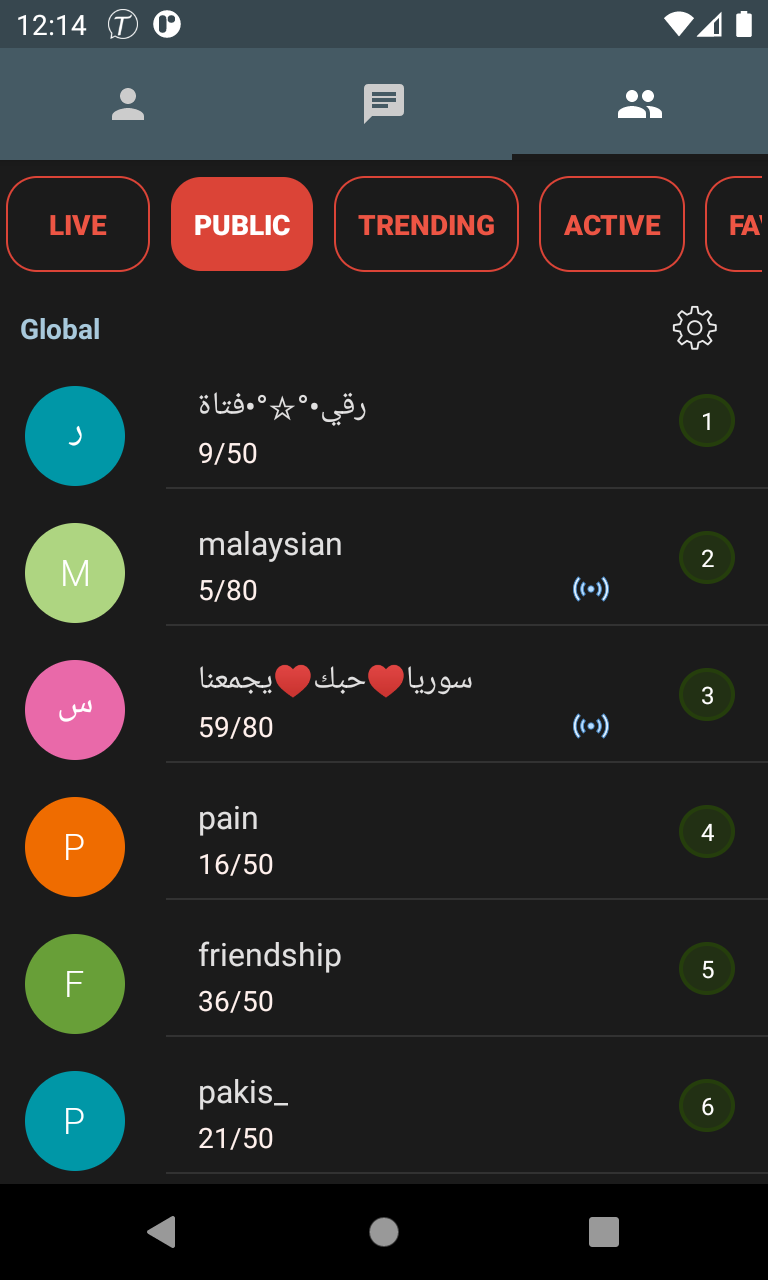 12:14
LIVE PUBLIC TRENDING ACTIVE FAV
Global
ر
رقي•°☆°•فتاة
9/50
1
M
malaysian
5/80
2
س
سوريا♥️حبك♥️يجمعنا
59/80
3
P
pain
16/50
4
F
friendship
36/50
5
P
pakis_
21/50
6